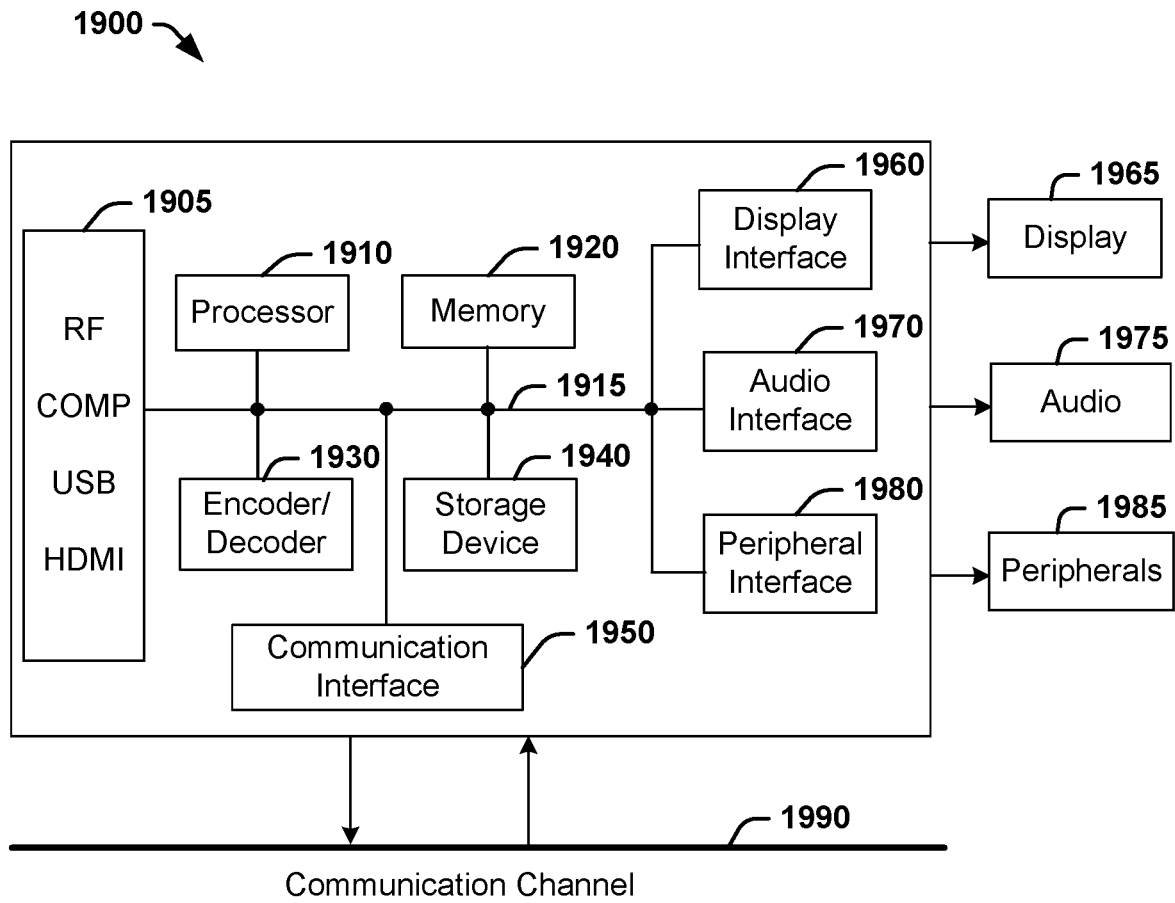 1900
1905
RF
COMP
USB
HDMI
1910
Processor
1920
Memory
1915
1930
Encoder/
Decoder
1940
Storage
Device
1950
Communication
Interface
1960
Display
Interface
1970
Audio
Interface
1980
Peripheral
Interface
1965
Display
1975
Audio
1985
Peripherals
1990
Communication Channel